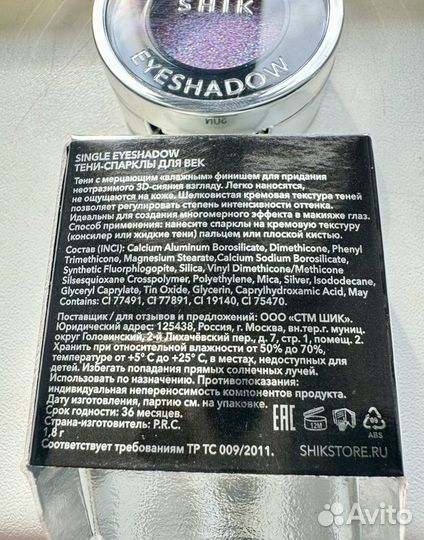 SHIK
EYESHADOW
SINGLE EYESHADOW
ТЕНИ-СПАРКЛЫ ДЛЯ ВЕК
Тени с мерцающим «влажным» финишем для придания
неотразимого 3D-сияния взгляду. Легко наносятся,
не ощущаются на коже. Шелковистая кремовая текстура теней
позволяет регулировать степень интенсивности оттенка.
Идеальны для создания многомерного эффекта в макияже глаз.
Способ применения: нанесите спарклы на кремовую текстуру
(консилер или жидкие тени) пальцем или плоской кистью.
Состав (INCI): Calcium Aluminum Borosilicate, Dimethicone, Phenyl
Trimethicone, Magnesium Stearate,Calcium Sodium Borosilicate,
Synthetic Fluorphlogopite, Silica, Vinyl Dimethicone/Methicone
Silsesquioxane Crosspolymer, Polyethylene, Mica, Silver, Isododecane,
Glyceryl Caprylate, Tin Oxide, Glycerin, Caprylhydroxamic Acid, May
Contains: CI 77491, CI 77891, CI 19140, CI 75470.
Поставщик / для отзывов и предложений: ООО «СТМ ШИК».
Юридический адрес: 125438, Россия, г. Москва, вн.тер.г. муниц.
округ Головинский, 2-й Лихачёвский пер., д. 7, стр. 1, помещ. 2.
Хранить при относительной влажности от 50% до 70%,
температуре от +5° С до +25° С, в местах, недоступных для
детей. Избегать попадания прямых солнечных лучей.
Использовать по назначению. Противопоказания:
индивидуальная непереносимость компонентов продукта.
Дату изготовления, партию см. на упаковке.
Срок годности: 36 месяцев.
Страна-изготовитель: P.R.C.
1,8 г
Соответствует требованиям ТР ТС 009/2011.
EAC
12M
09
ABS
SHIKSTORE.RU
Avito